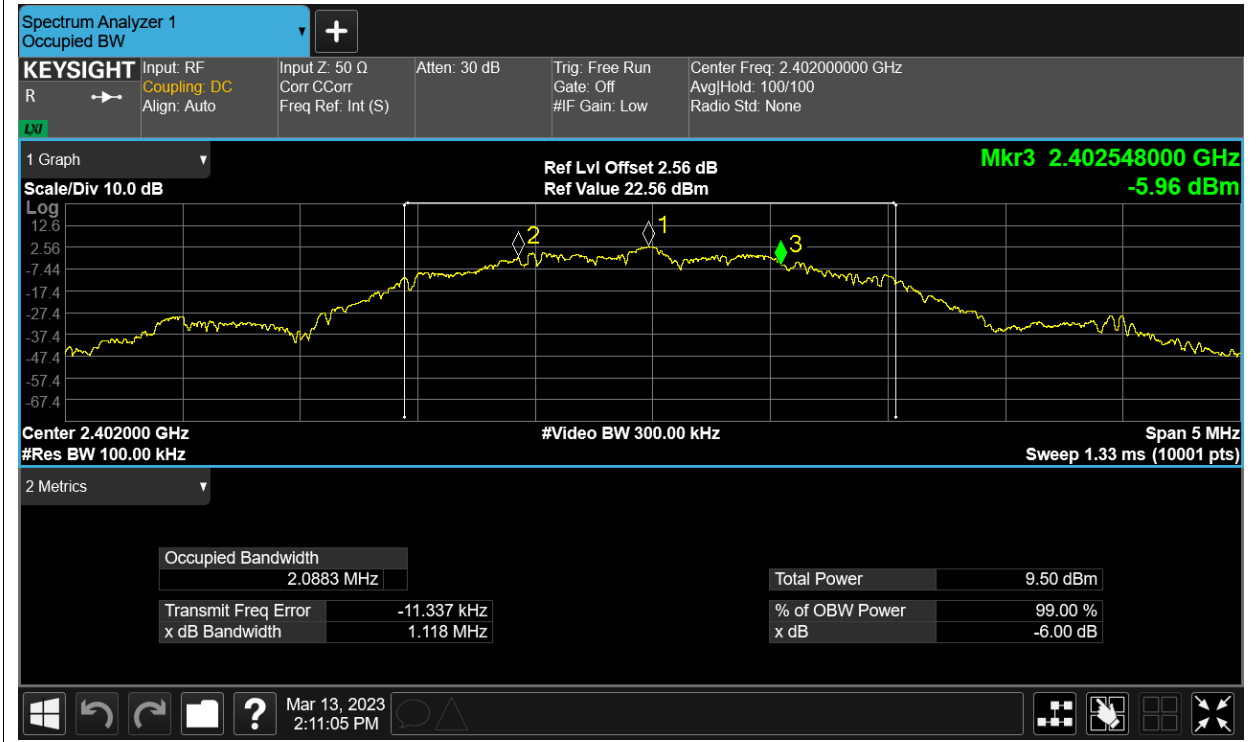 Spectrum Analyzer 1
Occupied BW
KEYSIGHT
R
LXI
Input: RF
Coupling: DC
Align: Auto
Input Z: 50 Ω
Corr CCorr
Freq Ref: Int (S)
Atten: 30 dB
Trig: Free Run
Gate: Off
#IF Gain: Low
Center Freq: 2.402000000 GHz
Avg|Hold: 100/100
Radio Std: None
1 Graph
Scale/Div 10.0 dB
Ref Lvl Offset 2.56 dB
Ref Value 22.56 dBm
Mkr3 2.402548000 GHz
-5.96 dBm
Log
12.6
2.56
-7.44
-17.4
-27.4
-37.4
-47.4
-57.4
-67.4
2
1
3
Center 2.402000 GHz
#Res BW 100.00 kHz
#Video BW 300.00 kHz
Span 5 MHz
Sweep 1.33 ms (10001 pts)
2 Metrics
Occupied Bandwidth
2.0883 MHz
Transmit Freq Error -11.337 kHz
x dB Bandwidth 1.118 MHz
Total Power 9.50 dBm
% of OBW Power 99.00 %
x dB -6.00 dB
?
Mar 13, 2023
2:11:05 PM